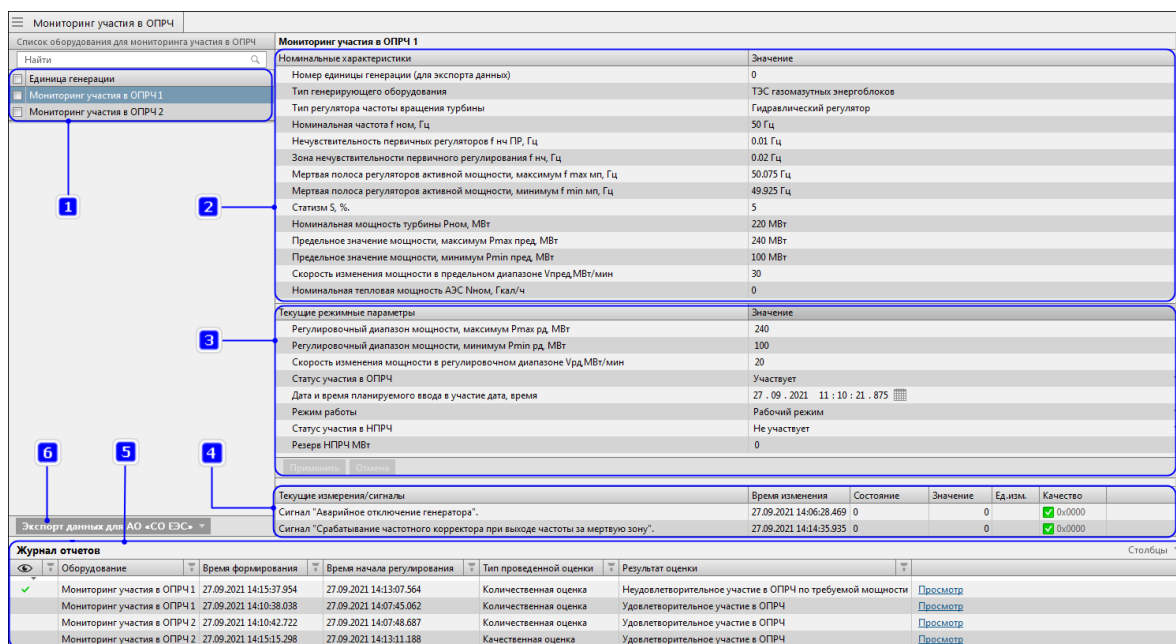 Мониторинг участия в ОПРЧ
Список оборудования для мониторинга участия в ОПРЧ
Найти
Единица генерации
Мониторинг участия в ОПРЧ 1
Мониторинг участия в ОПРЧ 2
1
2
3
4
5
6
Экспорт данных для АО «СО ЕЭС»
Мониторинг участия в ОПРЧ 1
Номинальные характеристики Значение
Номер единицы генерации (для экспорта данных) 0
Тип генерирующего оборудования ТЭС газомазутных энергоблоков
Тип регулятора частоты вращения турбины Гидравлический регулятор
Номинальная частота f ном, Гц 50 Гц
Нечувствительность первичных регуляторов f нч ПР, Гц 0.01 Гц
Зона нечувствительности первичного регулирования f нч, Гц 0.02 Гц
Мертвая полоса регуляторов активной мощности, максимум f max мп, Гц 50.075 Гц
Мертвая полоса регуляторов активной мощности, минимум f min мп, Гц 49.925 Гц
Статизм S, %. 5
Номинальная мощность турбины Pном, МВт 220 МВт
Предельное значение мощности, максимум Pmax пред, МВт 240 МВт
Предельное значение мощности, минимум Pmin пред, МВт 100 МВт
Скорость изменения мощности в предельном диапазоне Vпред,МВт/мин 30
Номинальная тепловая мощность АЭС Nном, Гкал/ч 0
Текущие режимные параметры Значение
Регулировочный диапазон мощности, максимум Pmax рд, МВт 240
Регулировочный диапазон мощности, минимум Pmin рд, МВт 100
Скорость изменения мощности в регулировочном диапазоне Vрд,МВт/мин 20
Статус участия в ОПРЧ Участвует
Дата и время планируемого ввода в участие дата, время 27 . 09 . 2021 11 : 10 : 21 . 875
Режим работы Рабочий режим
Статус участия в НПРЧ Не участвует
Резерв НПРЧ МВт 0
Применить Отмена
Текущие измерения/сигналы Время изменения Состояние Значение Ед.изм. Качество
Сигнал "Аварийное отключение генератора". 27.09.2021 14:06:28.469 0 0 0x0000
Сигнал "Срабатывание частотного корректора при выходе частоты за мертвую зону". 27.09.2021 14:14:35.935 0 0 0x0000
Журнал отчетов Столбцы
Оборудование Время формирования Время начала регулирования Тип проведенной оценки Результат оценки
Мониторинг участия в ОПРЧ 1 27.09.2021 14:15:37.954 27.09.2021 14:13:07.564 Количественная оценка Неудовлетворительное участие в ОПРЧ по требуемой мощности Просмотр
Мониторинг участия в ОПРЧ 1 27.09.2021 14:10:38.038 27.09.2021 14:07:45.062 Количественная оценка Удовлетворительное участие в ОПРЧ Просмотр
Мониторинг участия в ОПРЧ 2 27.09.2021 14:10:42.722 27.09.2021 14:07:48.687 Количественная оценка Удовлетворительное участие в ОПРЧ Просмотр
Мониторинг участия в ОПРЧ 2 27.09.2021 14:15:15.298 27.09.2021 14:13:11.188 Качественная оценка Удовлетворительное участие в ОПРЧ Просмотр